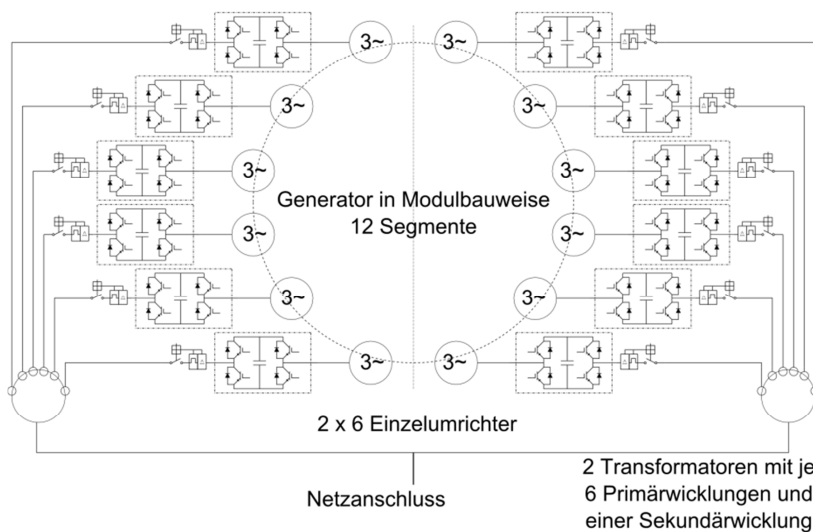 3~ 3~
3~ 3~
3~ 3~
Generator in Modulbauweise
12 Segmente
3~ 3~
3~ 3~
3~ 3~
2 x 6 Einzelumrichter
2 Transformatoren mit je
6 Primärwicklungen und
einer Sekundärwicklung
Netzanschluss